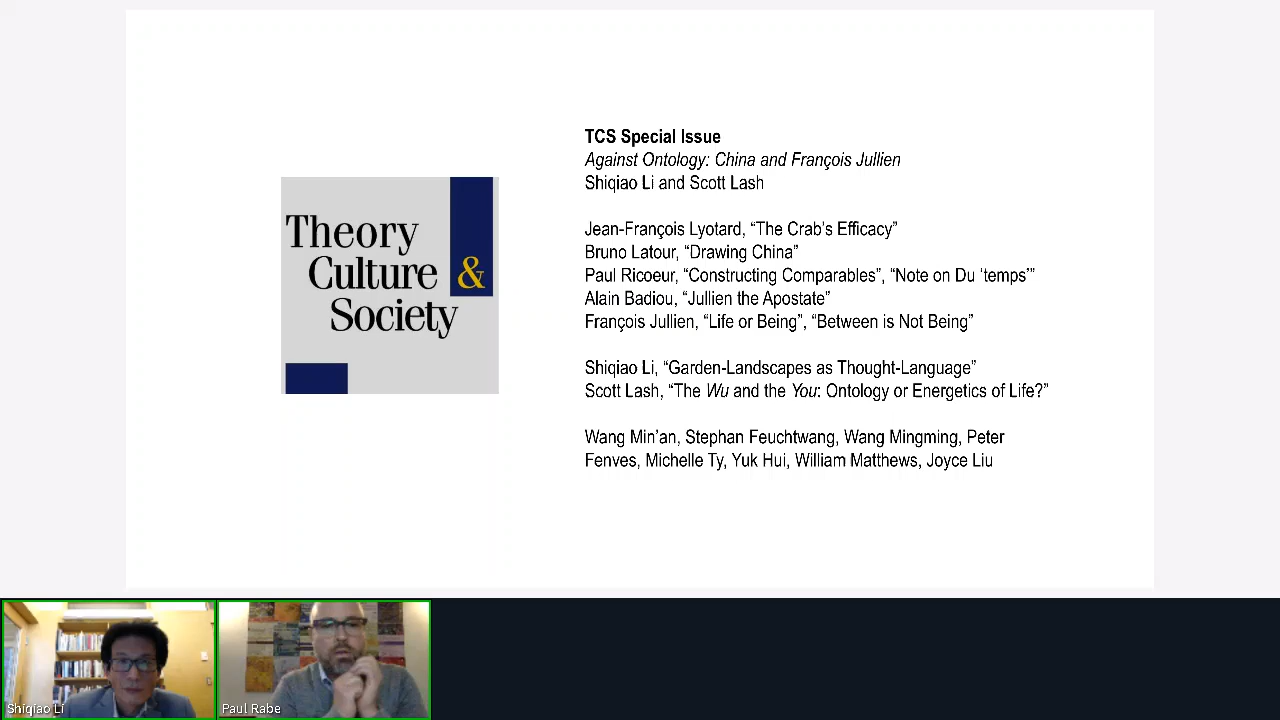 TCS Special Issue
Against Ontology: China and François Jullien
Shiqiao Li and Scott Lash
Jean-François Lyotard, “The Crab’s Efficacy”
Bruno Latour, “Drawing China”
Paul Ricoeur, “Constructing Comparables”, “Note on Du ‘temps’”
Alain Badiou, “Jullien the Apostate”
François Jullien, “Life or Being”, “Between is Not Being”
Shiqiao Li, “Garden-Landscapes as Thought-Language”
Scott Lash, “The Wu and the You: Ontology or Energetics of Life?”
Wang Min’an, Stephan Feuchtwang, Wang Mingming, Peter
Fenves, Michelle Ty, Yuk Hui, William Matthews, Joyce Liu
Theory
Culture &
Society
Shiqiao Li
Paul Rabe